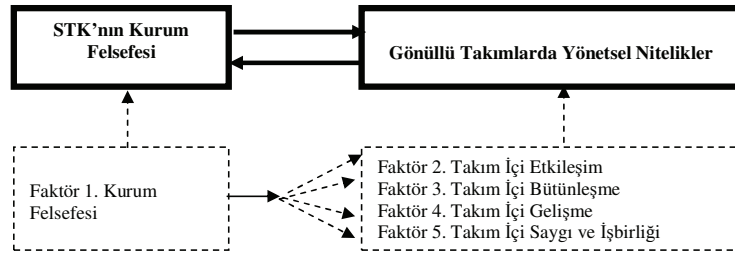 STK’nın Kurum
Felsefesi
Gönüllü Takımlarda Yönetsel Nitelikler
Faktör 1. Kurum
Felsefesi
Faktör 2. Takım İçi Etkileşim
Faktör 3. Takım İçi Bütünleşme
Faktör 4. Takım İçi Gelişme
Faktör 5. Takım İçi Saygı ve İşbirliği